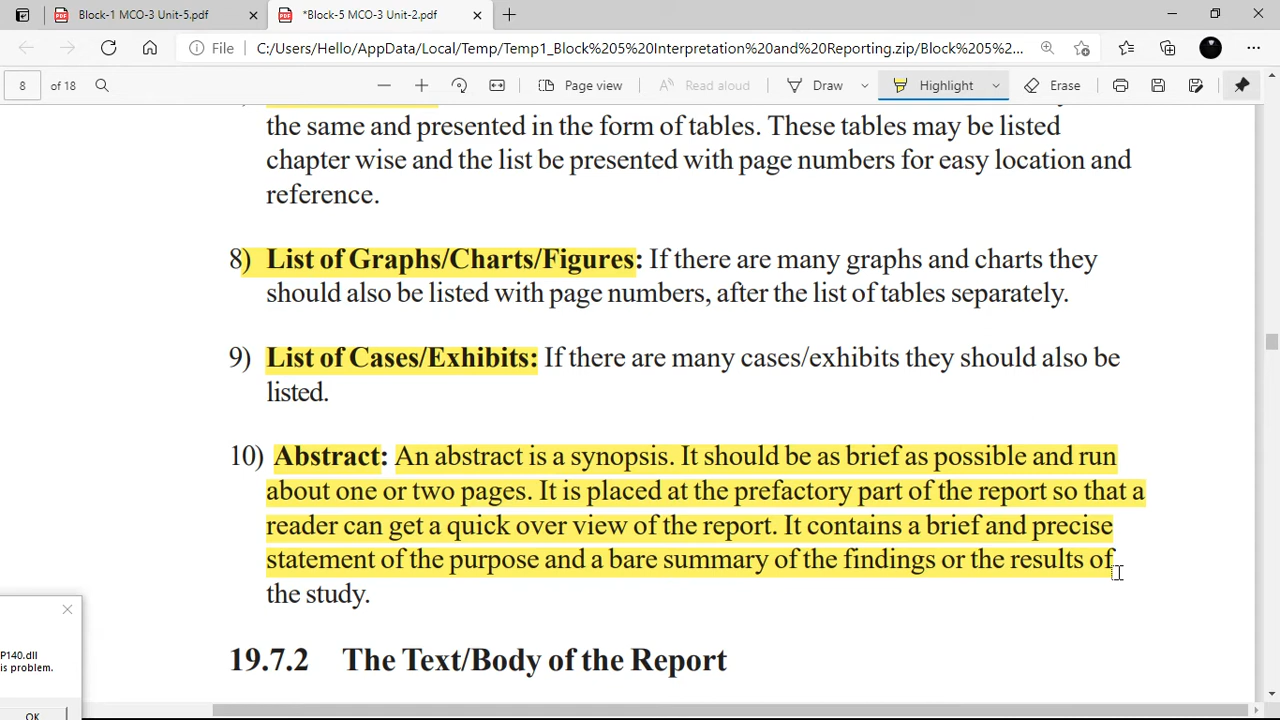 Block-1 MCO-3 Unit-5.pdf
*Block-5 MCO-3 Unit-2.pdf
File
C:/Users/Hello/AppData/Local/Temp/Temp1_Block%205%20Interpretation%20and%20Reporting.zip/Block%205%2...
8 of 18
Page view
Read aloud
Draw
Highlight
Erase
the same and presented in the form of tables. These tables may be listed
chapter wise and the list be presented with page numbers for easy location and
reference.
8) List of Graphs/Charts/Figures: If there are many graphs and charts they
should also be listed with page numbers, after the list of tables separately.
9) List of Cases/Exhibits: If there are many cases/exhibits they should also be
listed.
10) Abstract: An abstract is a synopsis. It should be as brief as possible and run
about one or two pages. It is placed at the prefactory part of the report so that a
reader can get a quick over view of the report. It contains a brief and precise
statement of the purpose and a bare summary of the findings or the results of
the study.
19.7.2 The Text/Body of the Report
P140.dll
is problem.
OK